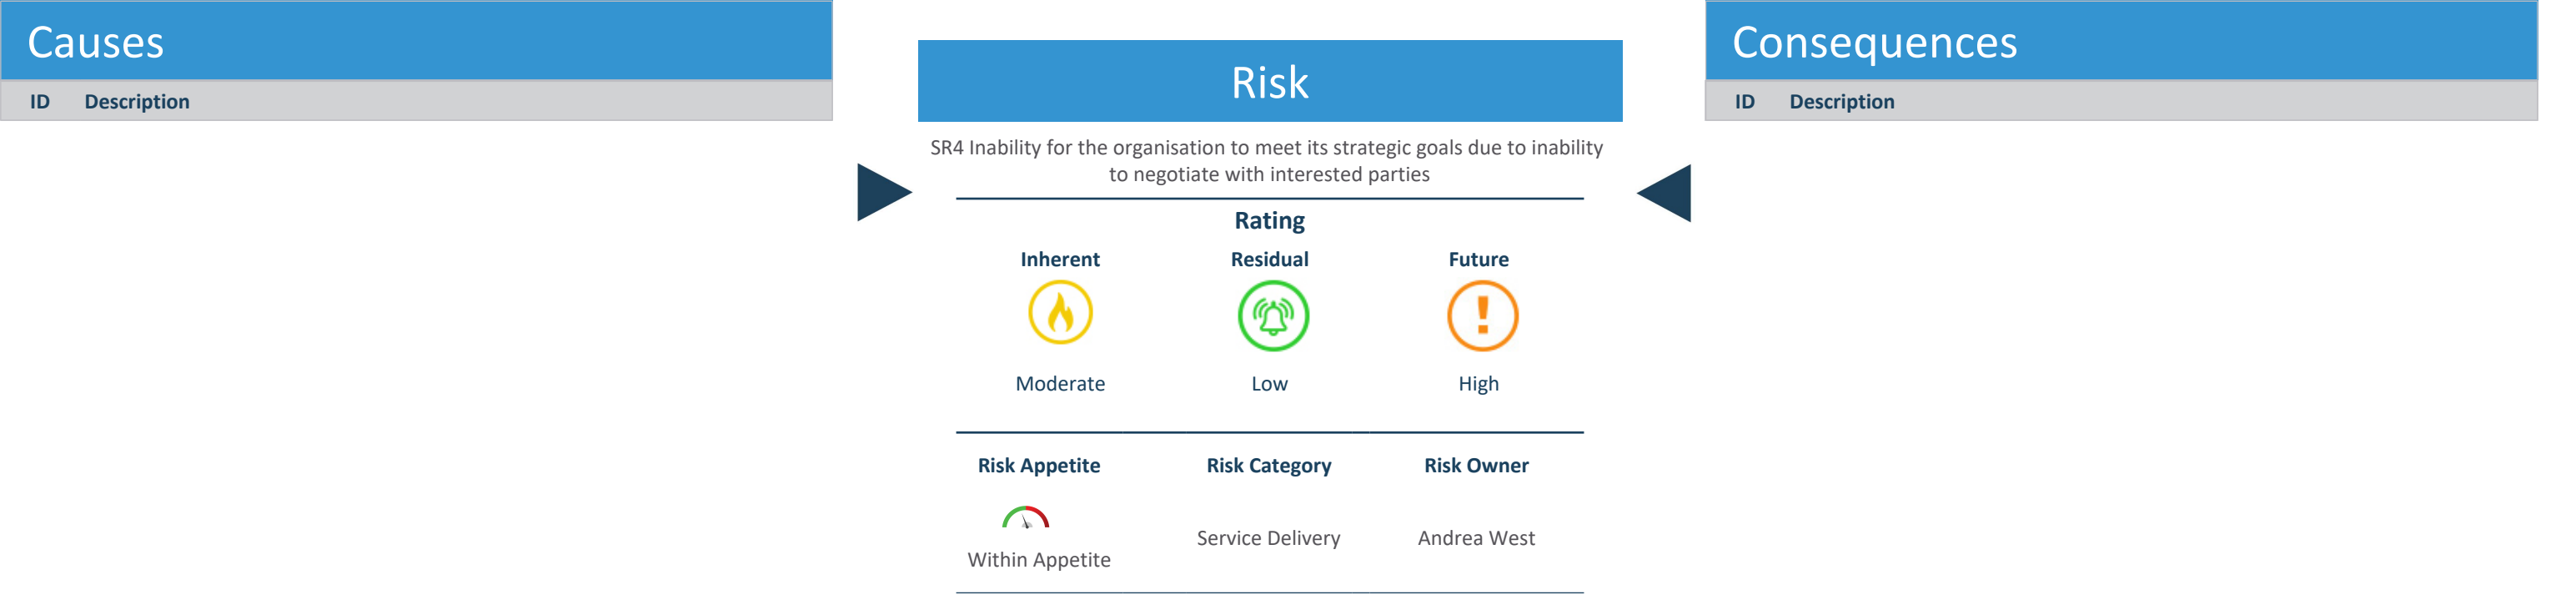 Causes
ID Description
Risk
SR4 Inability for the organisation to meet its strategic goals due to inability
to negotiate with interested parties
Rating
Inherent Residual Future
Moderate Low High
Risk Appetite Risk Category Risk Owner
Service Delivery Andrea West
Within Appetite
Consequences
ID Description